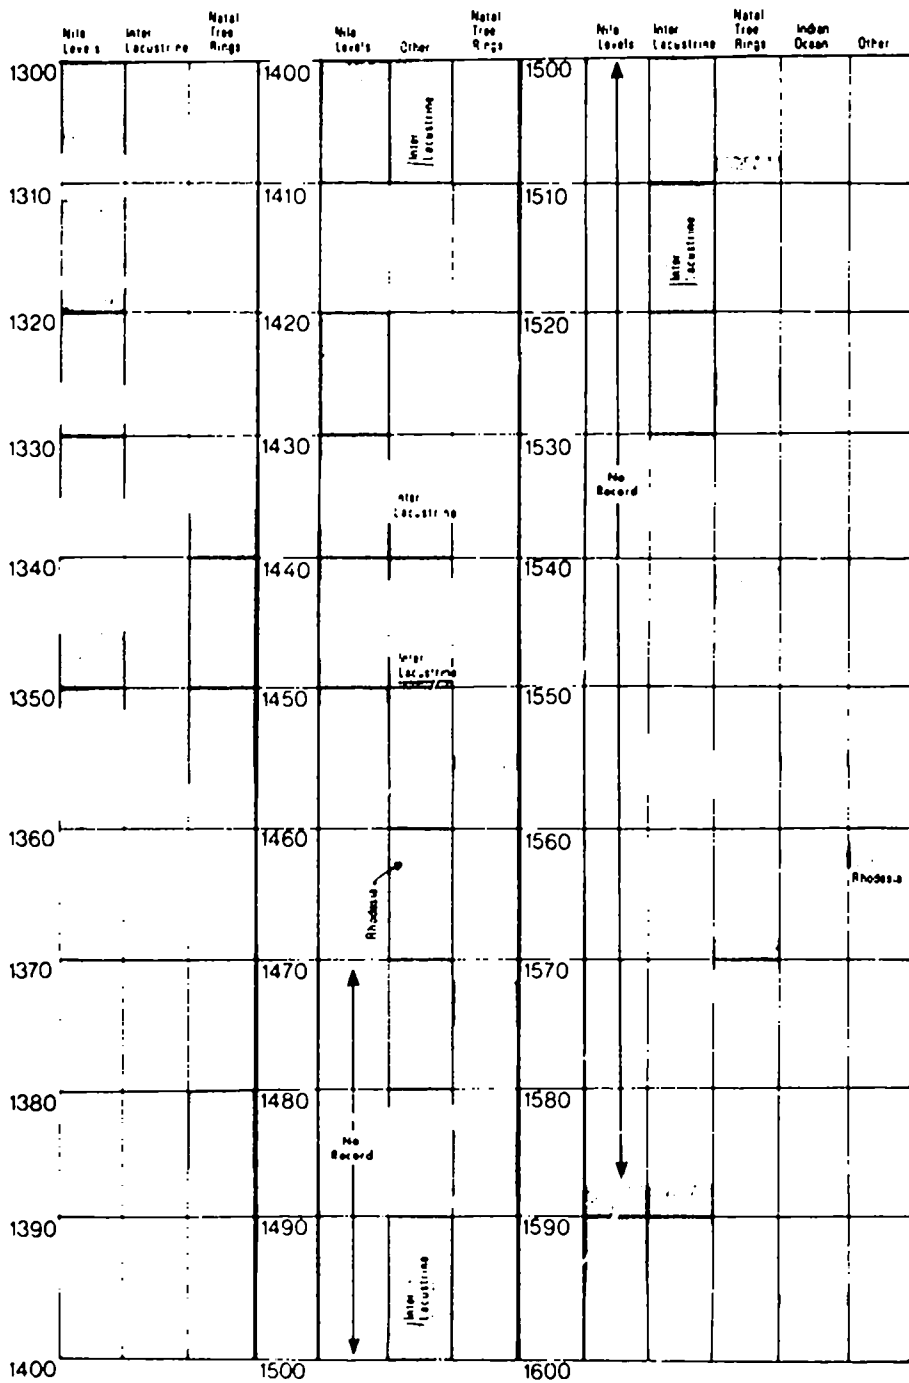 Nile Levels
Inter Lacustrine
Natal Tree Rings
1300
1310
1320
1330
1340
1350
1360
1370
1380
1390
1400
Nile Levels
Other
Natal Tree Rings
1400
Inter Lacustrine
1410
1420
1430
Inter Lacustrine
1440
Inter Lacustrine
1450
1460
Rhodesia
1470
1480
No Record
1490
Inter Lacustrine
1500
Nile Levels
Inter Lacustrine
Natal Tree Rings
Indian Ocean
Other
1500
1510
Inter Lacustrine
1520
1530
No Record
1540
1550
1560
Rhodesia
1570
1580
1590
1600